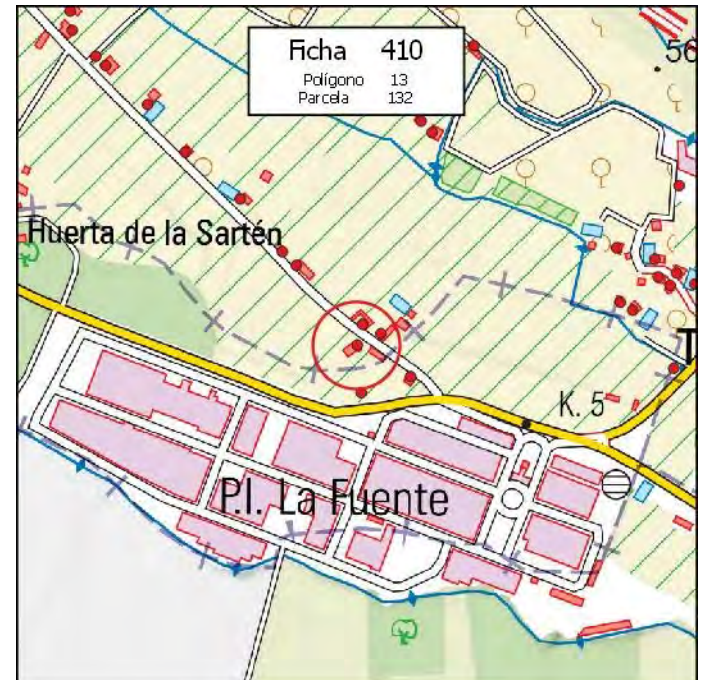 Ficha 410
Polígono 13
Parcela 132
56
Huerta de la Sartén
T
K. 5
P.I. La Fuente